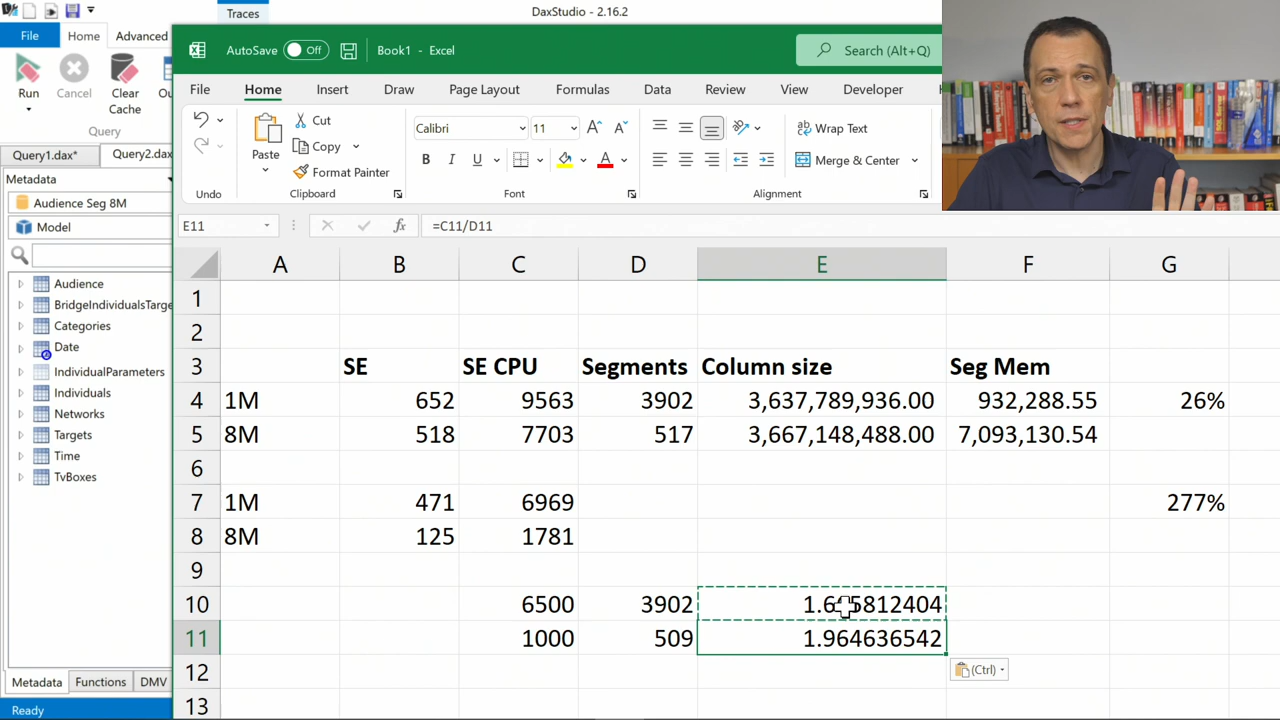 DaxStudio - 2.16.2
Traces
File Home Advanced
Run Cancel Clear Cache
Query
Query1.dax* Query2.dax
Metadata
Audience Seg 8M
Model
Audience
BridgeIndividualsTarge
Categories
Date
IndividualParameters
Individuals
Networks
Targets
Time
TvBoxes
Metadata Functions DMV
Ready
AutoSave Off Book1 - Excel Search (Alt+Q)
File Home Insert Draw Page Layout Formulas Data Review View Developer
Undo
Paste Cut Copy Format Painter
Clipboard
Calibri 11
B I U
Font
Wrap Text
Merge & Center
Alignment
E11 fx =C11/D11
A B C D E F G
1
2
3 SE SE CPU Segments Column size Seg Mem
4 1M 652 9563 3902 3,637,789,936.00 932,288.55 26%
5 8M 518 7703 517 3,667,148,488.00 7,093,130.54
6
7 1M 471 6969 277%
8 8M 125 1781
9
10 6500 3902
11 1000 509 1.964636542
12 (Ctrl)
13